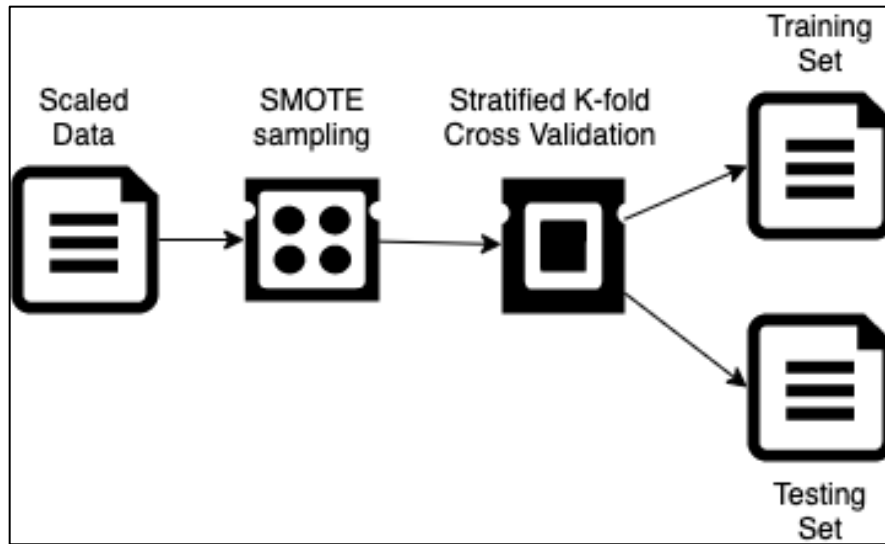 Scaled
Data
SMOTE
sampling
Stratified K-fold
Cross Validation
Training
Set
Testing
Set